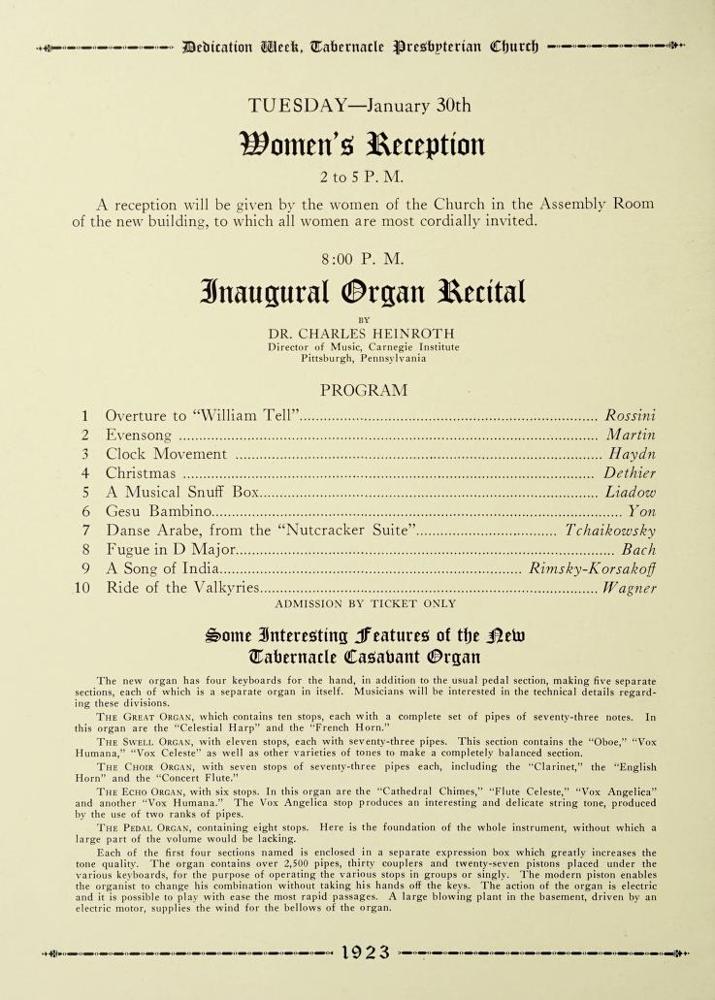 Dedication Week, Tabernacle Presbyterian Church
TUESDAY—January 30th
Women's Reception
2 to 5 P. M.
A reception will be given by the women of the Church in the Assembly Room
of the new building, to which all women are most cordially invited.
8:00 P. M.
Inaugural Organ Recital
BY
DR. CHARLES HEINROTH
Director of Music, Carnegie Institute
Pittsburgh, Pennsylvania
PROGRAM
1 Overture to "William Tell"........ Rossini
2 Evensong ........ Martin
3 Clock Movement ........ Haydn
4 Christmas ........ Dethier
5 A Musical Snuff Box........ Liadow
6 Gesu Bambino........ Yon
7 Danse Arabe, from the "Nutcracker Suite"........ Tchaikowsky
8 Fugue in D Major........ Bach
9 A Song of India........ Rimsky-Korsakoff
10 Ride of the Valkyries........ Wagner
ADMISSION BY TICKET ONLY
Some Interesting Features of the New
Tabernacle Casavant Organ
The new organ has four keyboards for the hand, in addition to the usual pedal section, making five separate
sections, each of which is a separate organ in itself. Musicians will be interested in the technical details regard-
ing these divisions.
THE GREAT ORGAN, which contains ten stops, each with a complete set of pipes of seventy-three notes. In
this organ are the "Celestial Harp" and the "French Horn."
THE SWELL ORGAN, with eleven stops, each with seventy-three pipes. This section contains the "Oboe," "Vox
Humana," "Vox Celeste" as well as other varieties of tones to make a completely balanced section.
THE CHOIR ORGAN, with seven stops of seventy-three pipes each, including the "Clarinet," the "English
Horn" and the "Concert Flute."
THE ECHO ORGAN, with six stops. In this organ are the "Cathedral Chimes," "Flute Celeste," "Vox Angelica"
and another "Vox Humana." The Vox Angelica stop produces an interesting and delicate string tone, produced
by the use of two ranks of pipes.
THE PEDAL ORGAN, containing eight stops. Here is the foundation of the whole instrument, without which a
large part of the volume would be lacking.
Each of the first four sections named is enclosed in a separate expression box which greatly increases the
tone quality. The organ contains over 2,500 pipes, thirty couplers and twenty-seven pistons placed under the
various keyboards, for the purpose of operating the various stops in groups or singly. The modern piston enables
the organist to change his combination without taking his hands off the keys. The action of the organ is electric
and it is possible to play with ease the most rapid passages. A large blowing plant in the basement, driven by an
electric motor, supplies the wind for the bellows of the organ.
1923